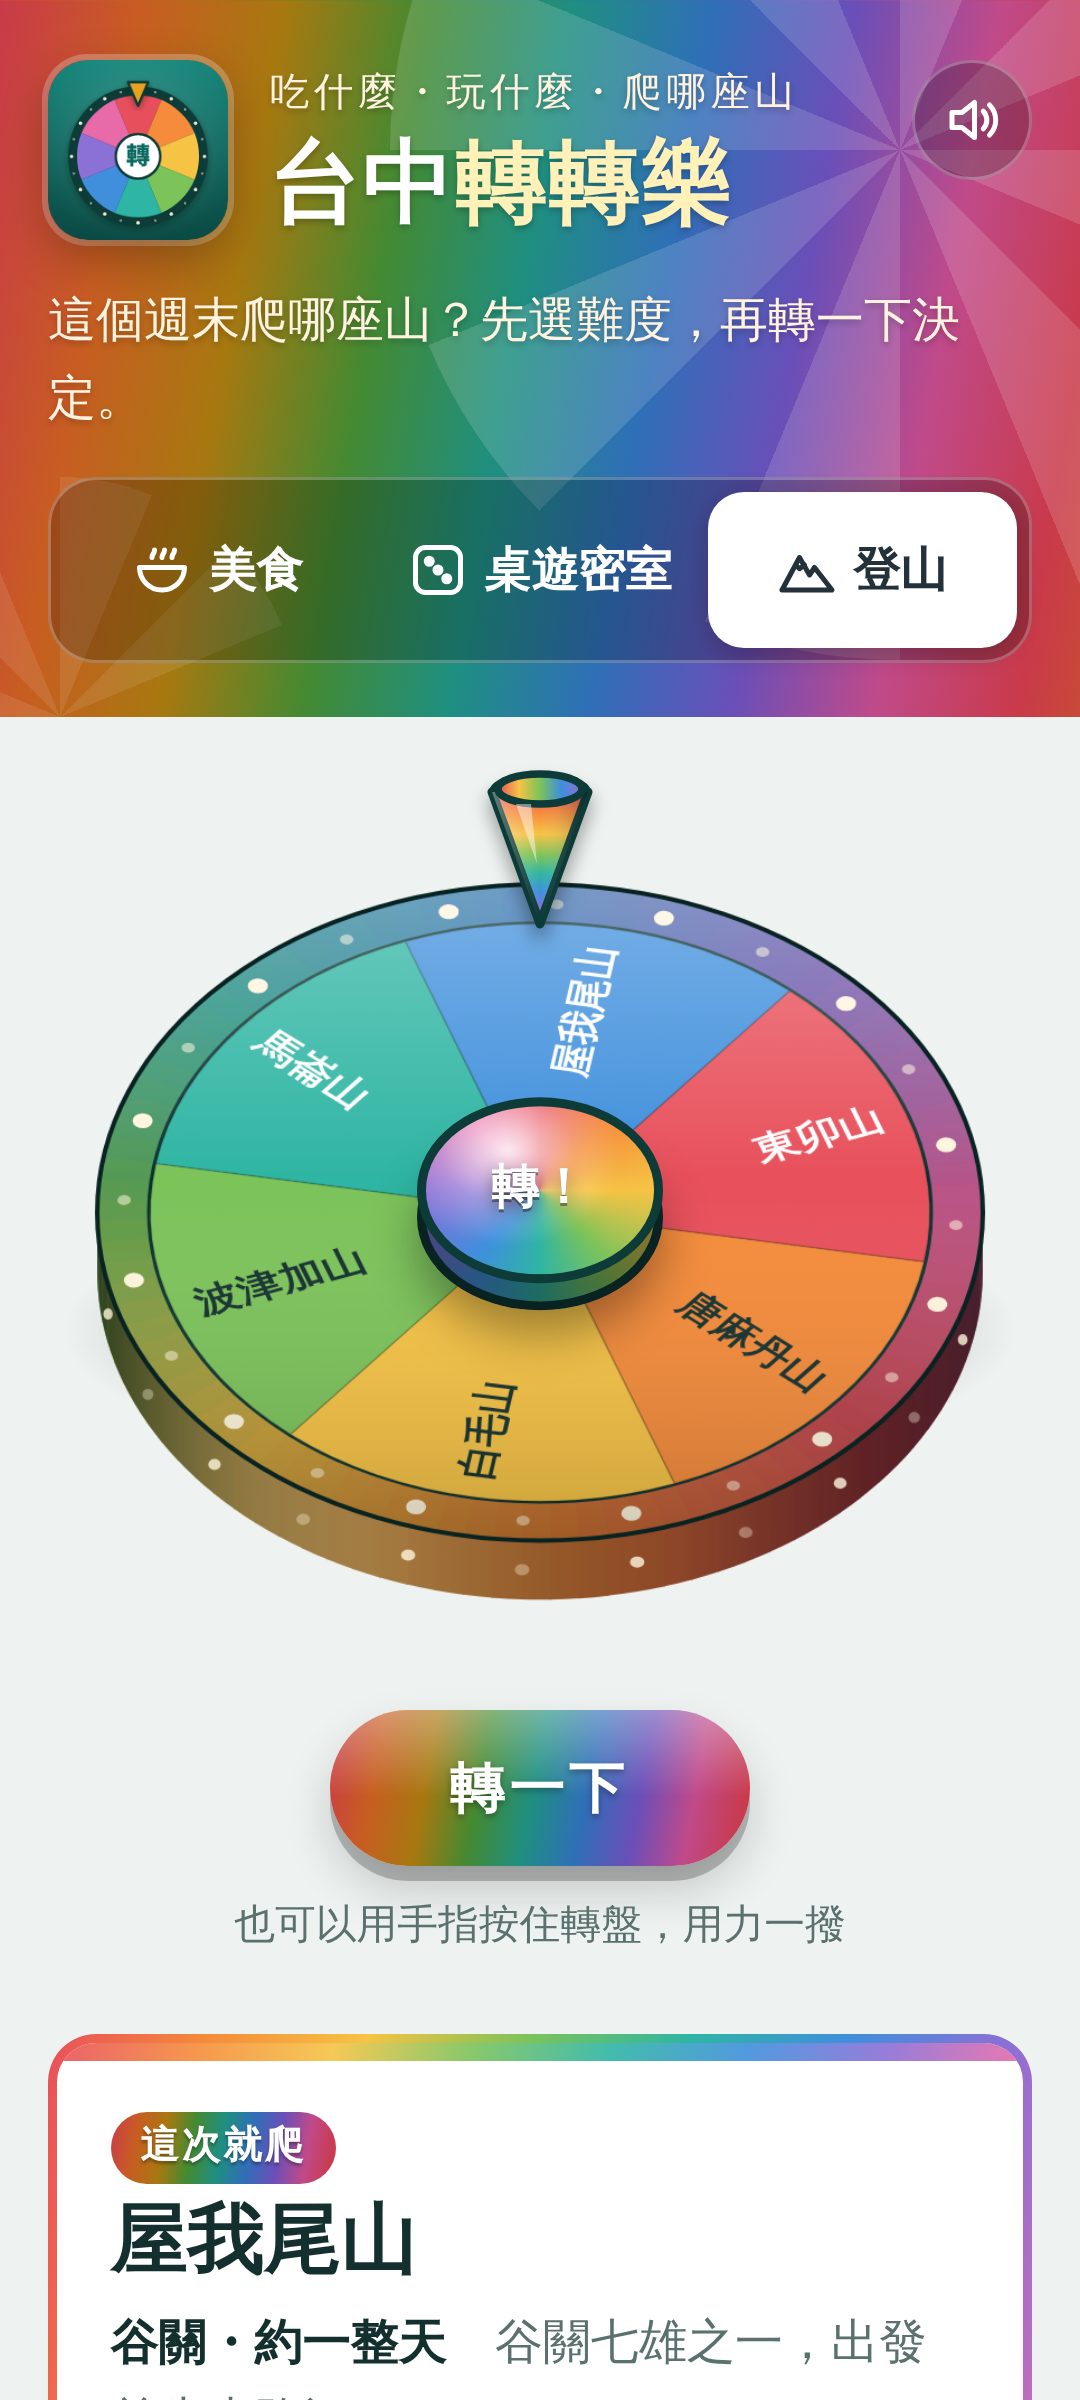 轉
吃什麼・玩什麼・爬哪座山
台中轉轉樂
這個週末爬哪座山？先選難度，再轉一下決
定。
美食
桌遊密室
登山
屋我尾山
馬崙山
東卯山
轉！
波津加山
唐麻丹山
白毛山
轉一下
也可以用手指按住轉盤，用力一撥
這次就爬
屋我尾山
谷關・約一整天 谷關七雄之一，出發